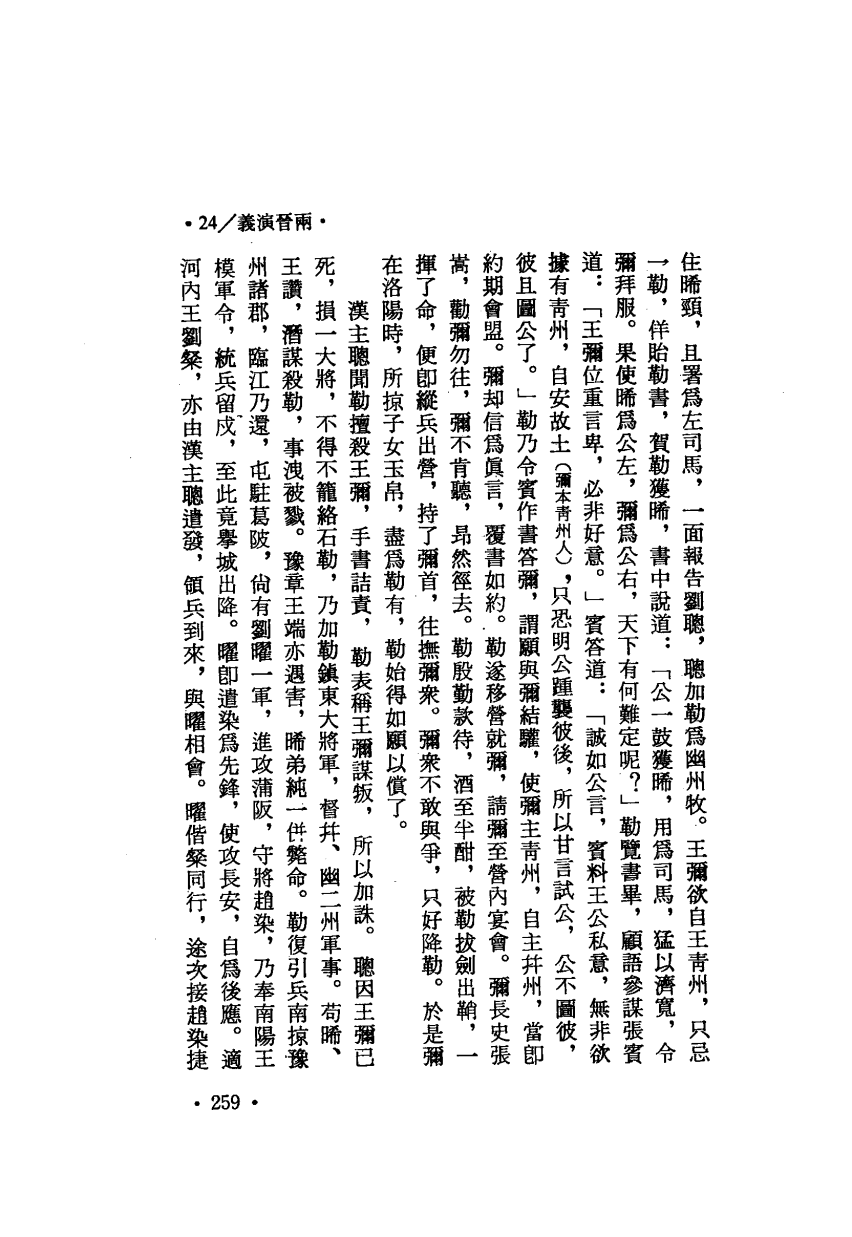 •24／義演晉兩•
住晞頸，且署爲左司馬，一面報告劉聰，聰加勒爲幽州牧。王彌欲自王青州，只忌
一勒，佯貽勒書，賀勒獲晞，書中說道：「公一鼓獲晞，用爲司馬，猛以濟寬，令
彌拜服。果使晞爲公左，彌爲公右，天下有何難定呢？」勒覽書畢，顧語參謀張賓
道：「王彌位重言卑，必非好意。」賓答道：「誠如公言，賓料王公私意，無非欲
據有青州，自安故土（彌本青州人），只恐明公踵襲彼後，所以甘言試公，公不圖彼，
彼且圖公了。」勒乃令賓作書答彌，謂願與彌結驩，使彌主青州，自主幷州，當卽
約期會盟。彌却信爲眞言，覆書如約。勒遂移營就彌，請彌至營內宴會。彌長史張
嵩，勸彌勿往，彌不肯聽，昻然徑去。勒殷勤款待，酒至半酣，被勒拔劍出鞘，一
揮了命，便卽縱兵出營，持了彌首，往撫彌衆。彌衆不敢與爭，只好降勒。於是彌
在洛陽時，所掠子女玉帛，盡爲勒有，勒始得如願以償了。
漢主聰聞勒擅殺王彌，手書詰責，勒表稱王彌謀叛，所以加誅。聰因王彌已
死，損一大將，不得不籠絡石勒，乃加勒鎭東大將軍，督幷、幽二州軍事。苟晞、
王讚，潛謀殺勒，事洩被戮。豫章王端亦遇害，晞弟純一併斃命。勒復引兵南掠豫
州諸郡，臨江乃還，屯駐葛陂，尙有劉曜一軍，進攻蒲阪，守將趙染，乃奉南陽王
模軍令，統兵留戍，至此竟擧城出降。曜卽遣染爲先鋒，使攻長安，自爲後應。適
河內王劉粲，亦由漢主聰遣發，領兵到來，與曜相會。曜偕粲同行，途次接趙染捷
•259•